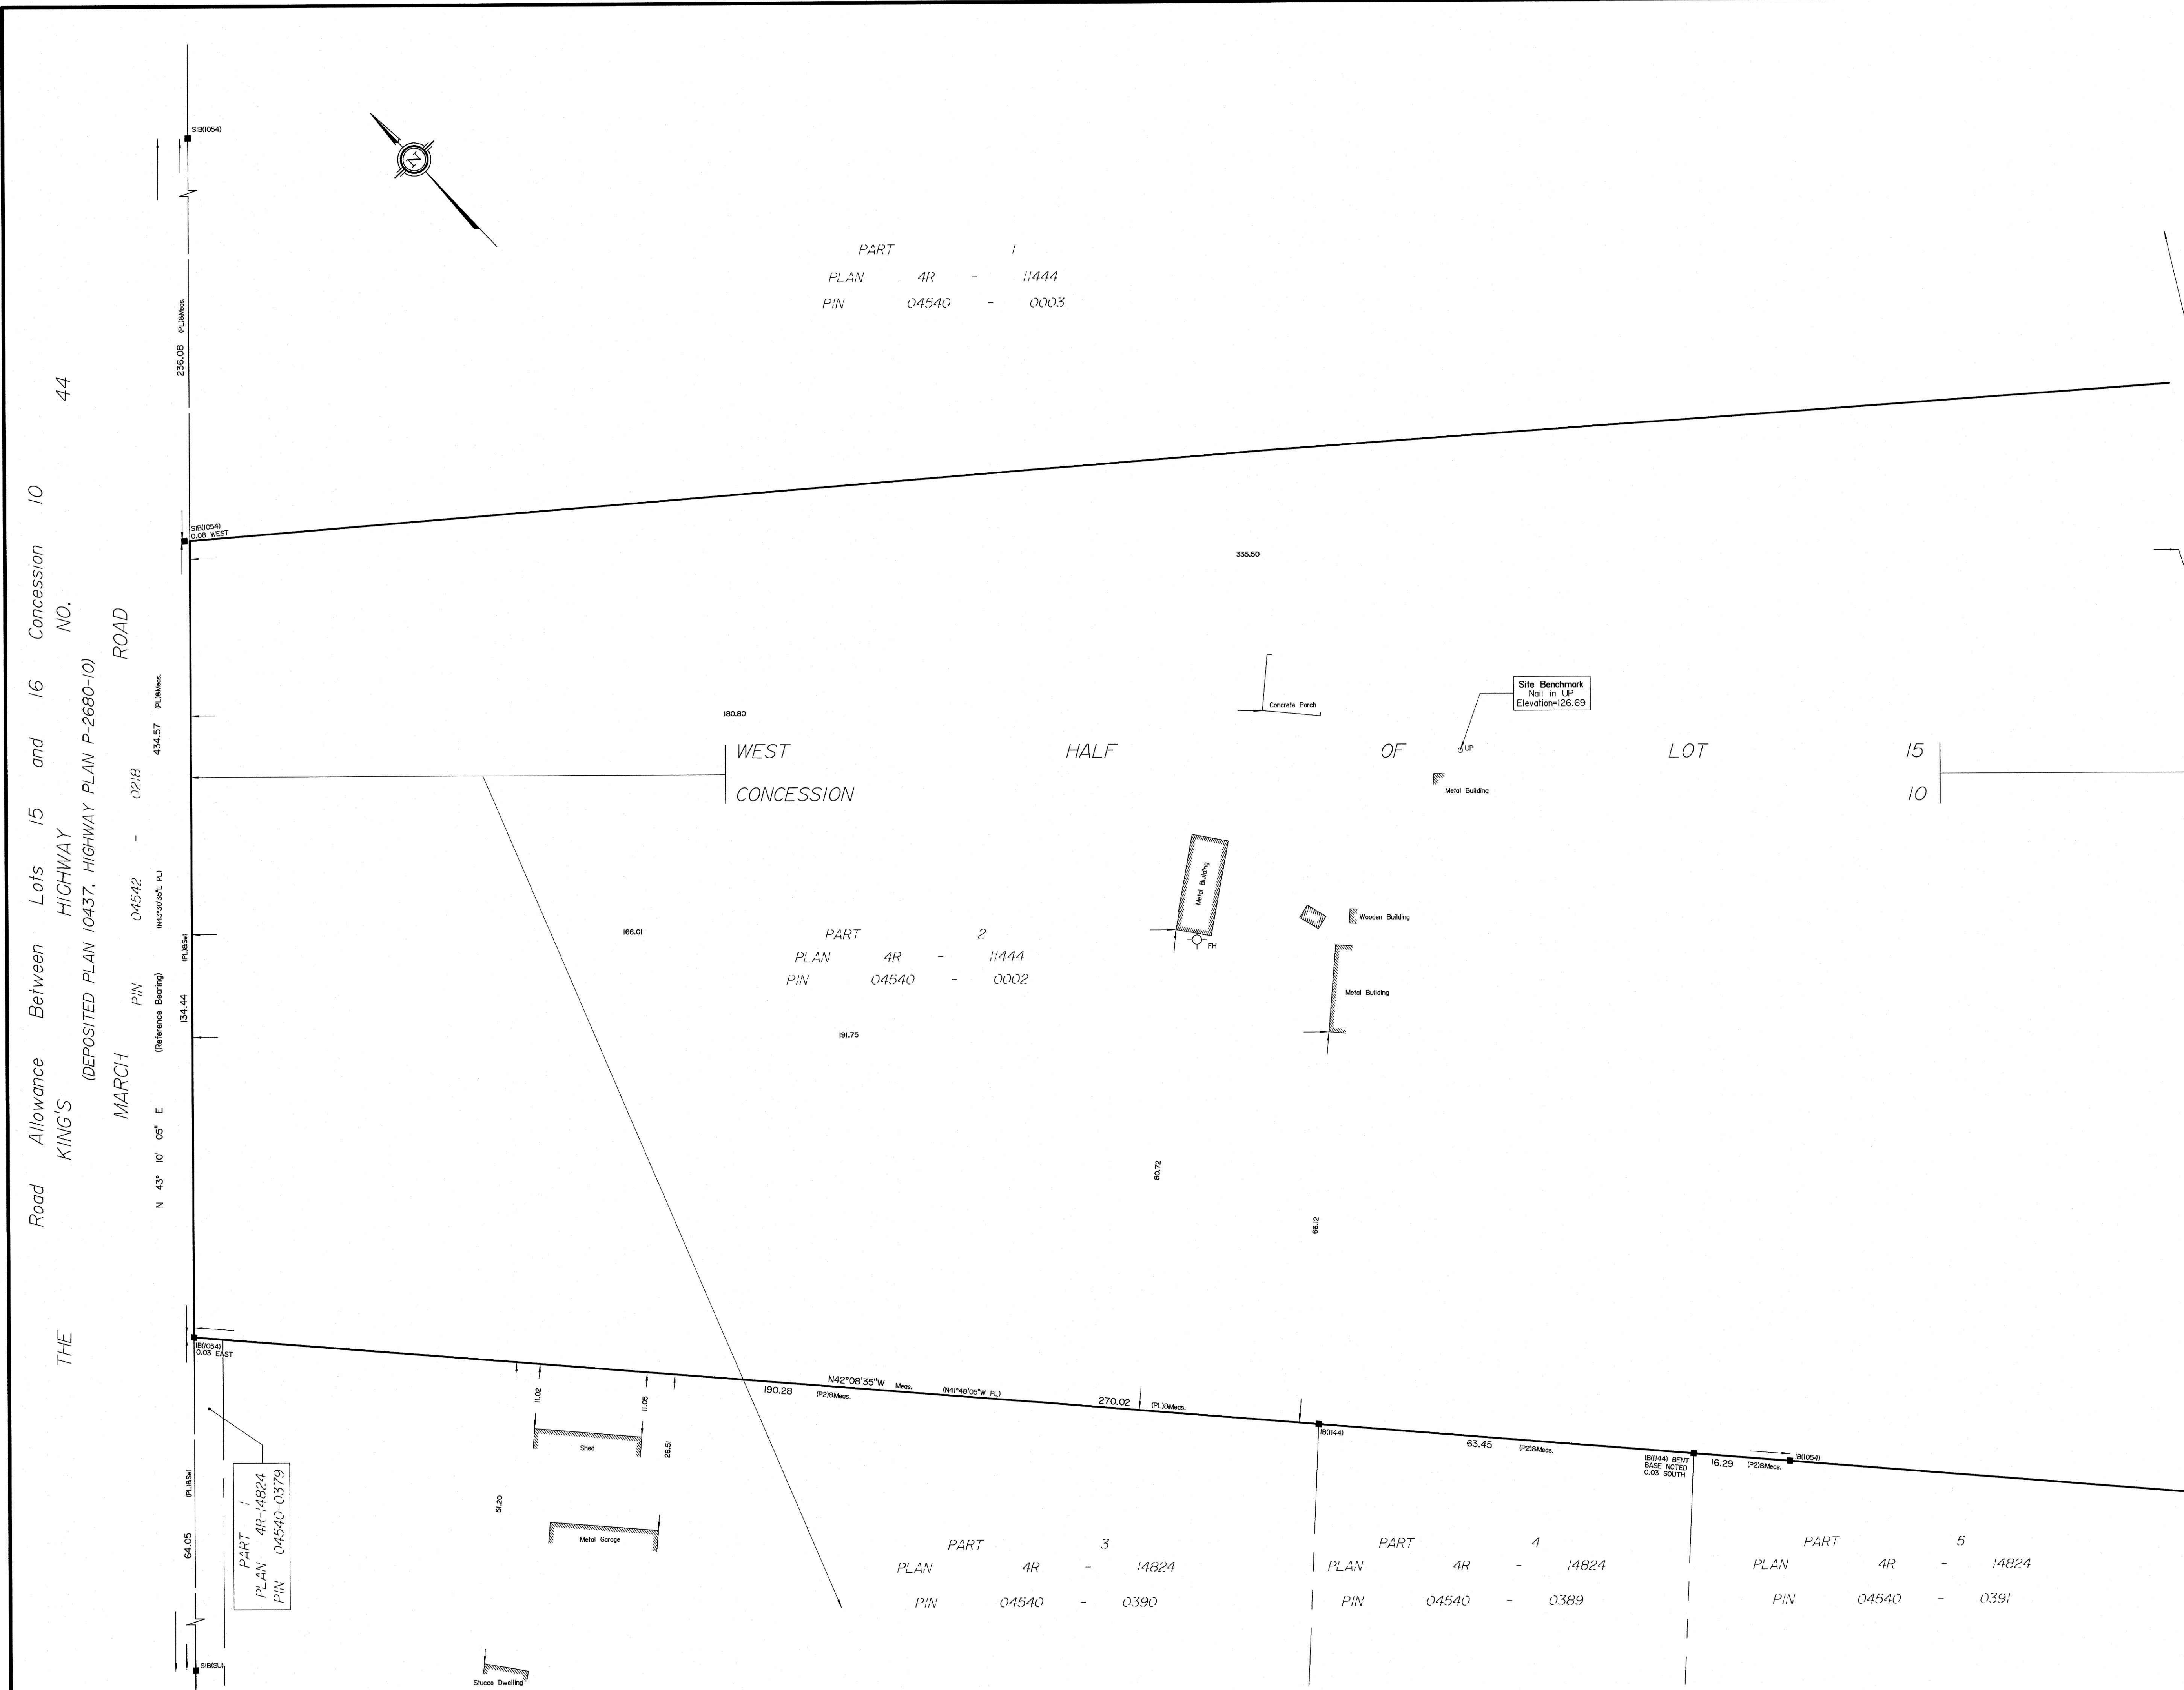 SIB(1054)
236.08 (PL)&Meas.
PART 1
PLAN 4R - 11444
PIN 04540 - 0003
N
SIB(1054)
0.08 WEST
335.50
Road Allowance Between Lots 15 and 16 Concession 10
THE KING'S HIGHWAY NO. 44
(DEPOSITED PLAN 10437, HIGHWAY PLAN P-2680-10)
MARCH ROAD
PIN 04542 - 0218
N 43° 10' 05" E (Reference Bearing) (N43°30'35"E PL) 434.57 (PL)&Meas.
134.44 (PL)&Set
180.80
Concrete Porch
Site Benchmark
Nail in UP
Elevation=126.69
UP
WEST HALF OF LOT 15
CONCESSION 10
Metal Building
Metal Building
FH
Wooden Building
Metal Building
166.01
PART 2
PLAN 4R - 11444
PIN 04540 - 0002
191.75
80.72
66.12
IB(1054)
0.03 EAST
11.02
11.05
190.28 (P2)&Meas.
N42°08'35"W Meas. (N41°48'05"W PL)
270.02 (PL)&Meas.
IB(1144)
63.45 (P2)&Meas.
IB(1144) BENT
BASE NOTED
0.03 SOUTH
16.29 (P2)&Meas.
IB(1054)
Shed
26.51
51.20
Metal Garage
64.05 (PL)&Set
PART 1
PLAN 4R-14824
PIN 04540-0379
PART 3
PLAN 4R - 14824
PIN 04540 - 0390
PART 4
PLAN 4R - 14824
PIN 04540 - 0389
PART 5
PLAN 4R - 14824
PIN 04540 - 0391
SIB(SU)
Stucco Dwelling